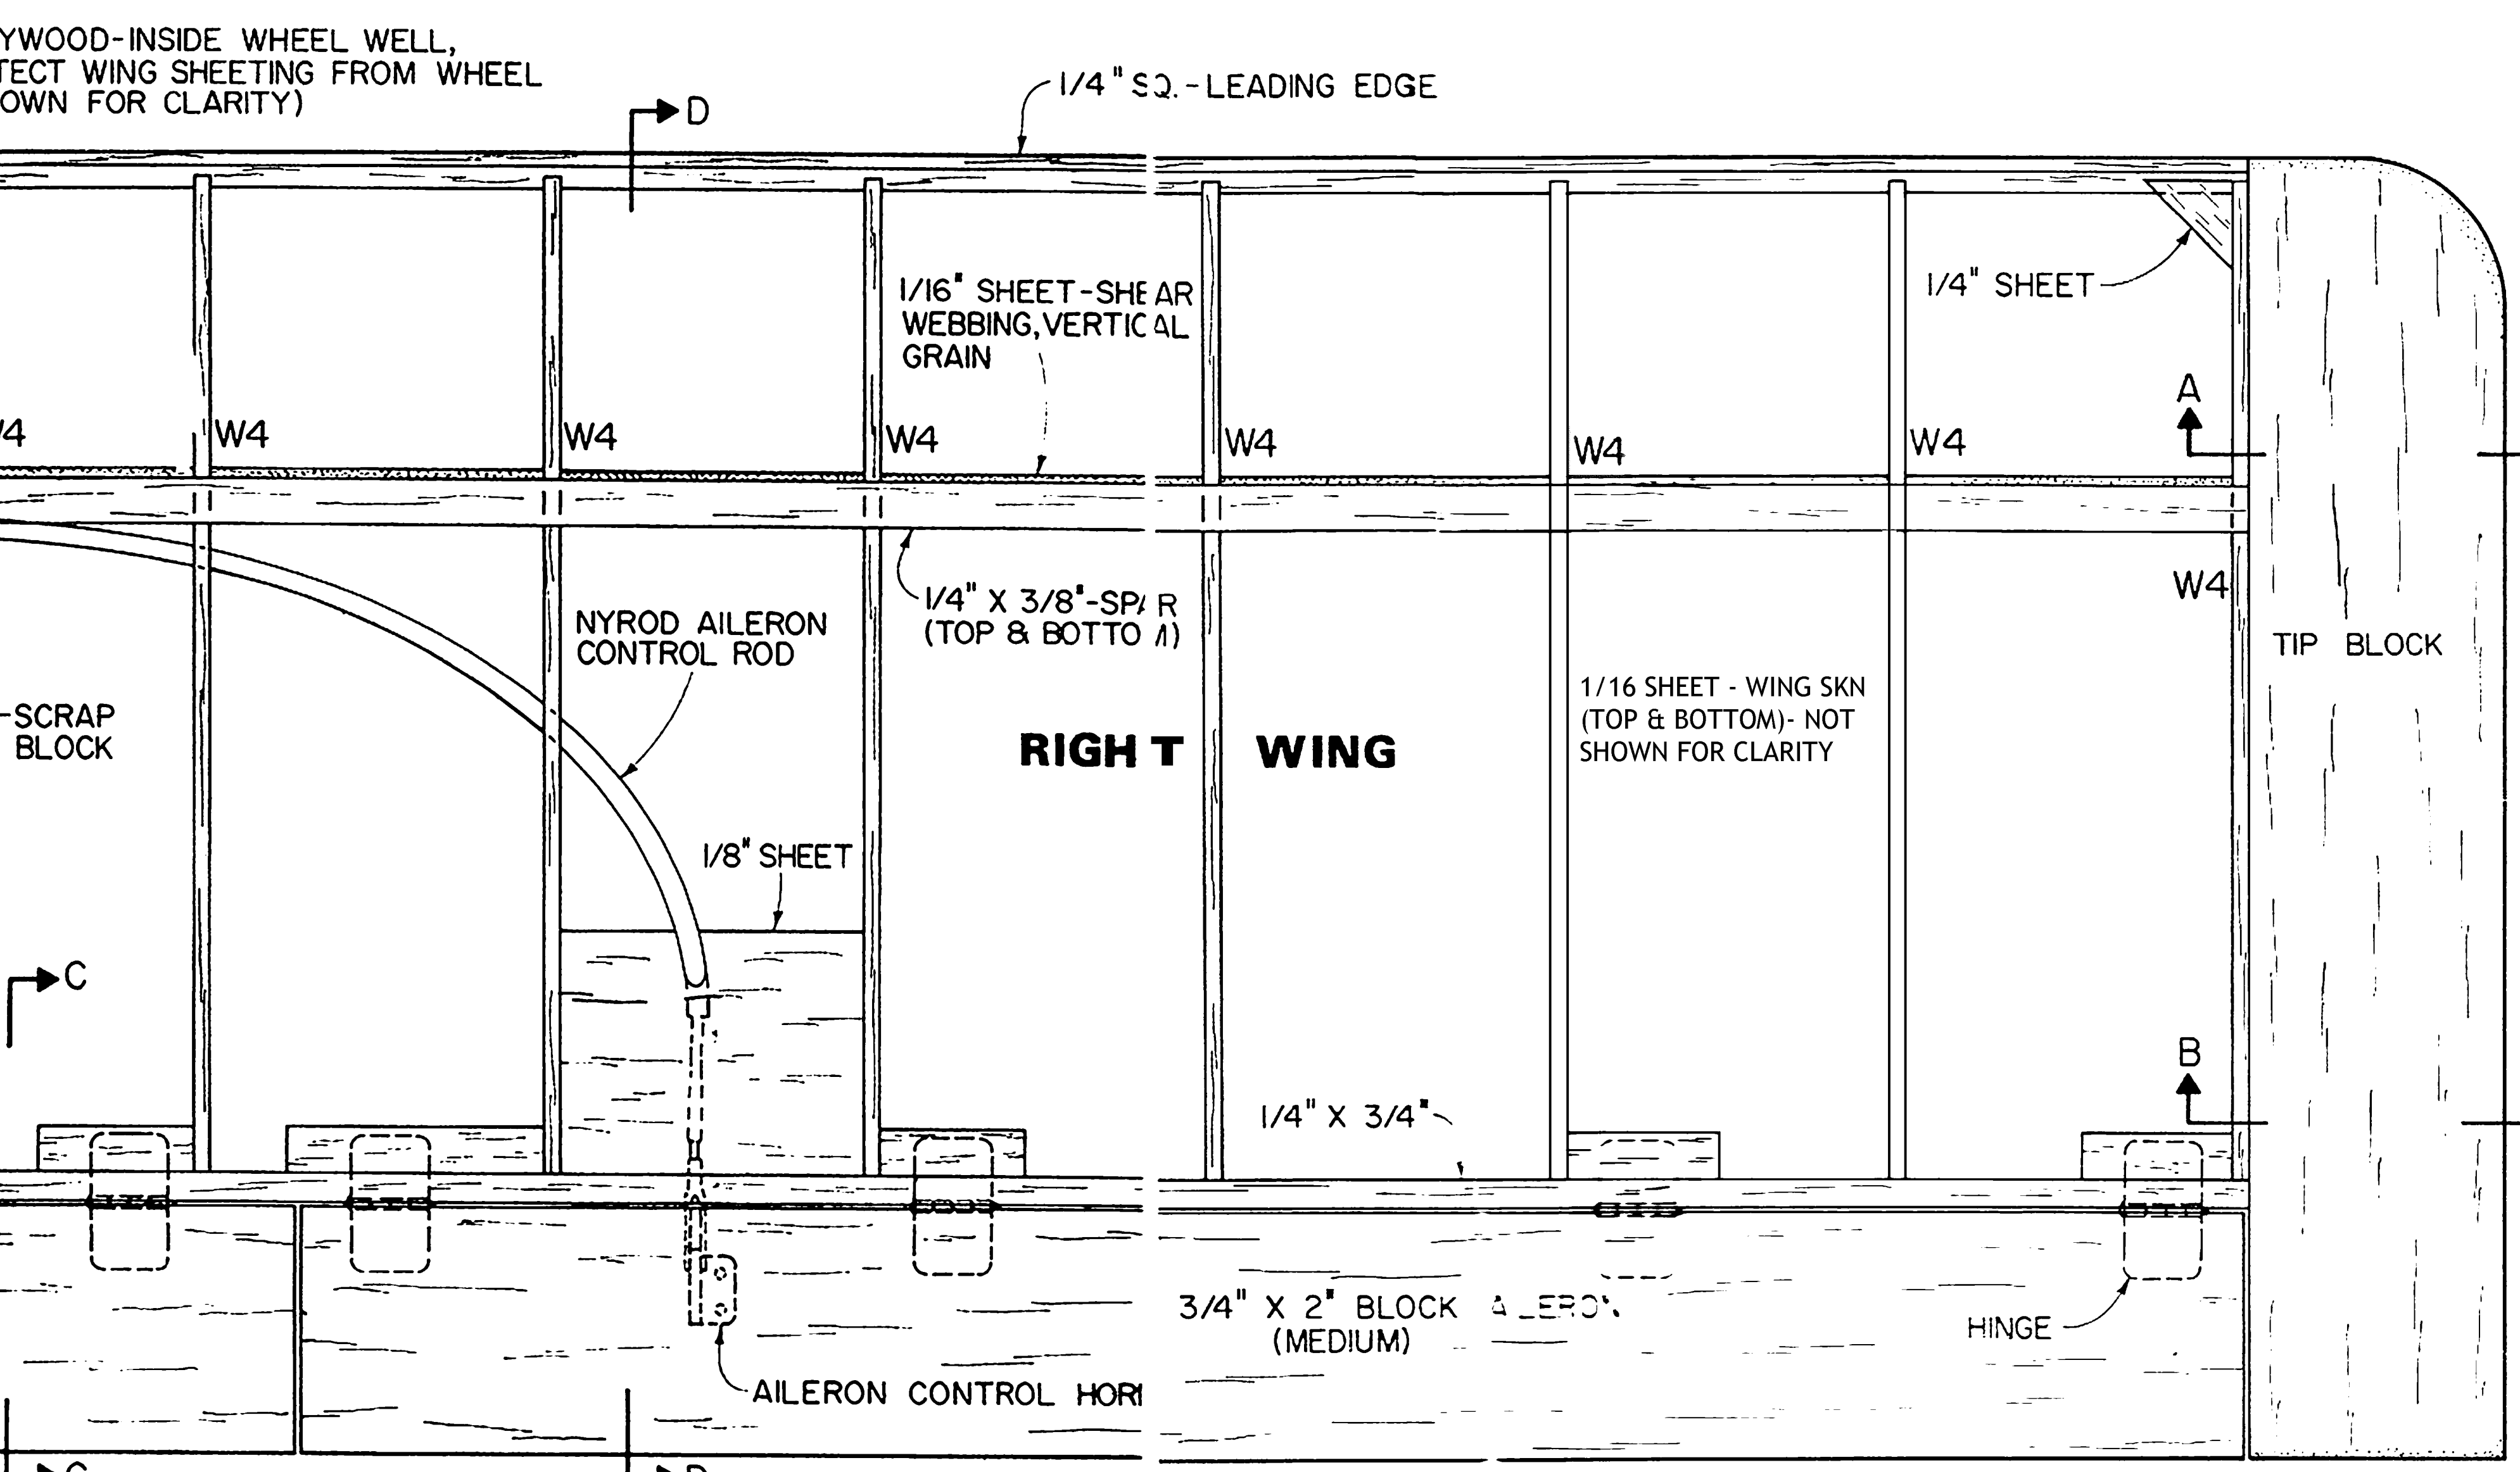 YWOOD-INSIDE WHEEL WELL,
TECT WING SHEETING FROM WHEEL
OWN FOR CLARITY)
D
1/4" SQ.-LEADING EDGE
1/16" SHEET-SHEAR
WEBBING, VERTICAL
GRAIN
1/4" SHEET
A
W4
W4
W4
W4
W4
W4
W4
W4
1/4" X 3/8"-SPAR
(TOP & BOTTOM)
NYROD AILERON
CONTROL ROD
TIP BLOCK
1/16 SHEET - WING SKN
(TOP & BOTTOM)- NOT
SHOWN FOR CLARITY
-SCRAP
BLOCK
RIGHT WING
1/8" SHEET
C
B
1/4" X 3/4"
3/4" X 2" BLOCK AILERON
(MEDIUM)
HINGE
AILERON CONTROL HORN